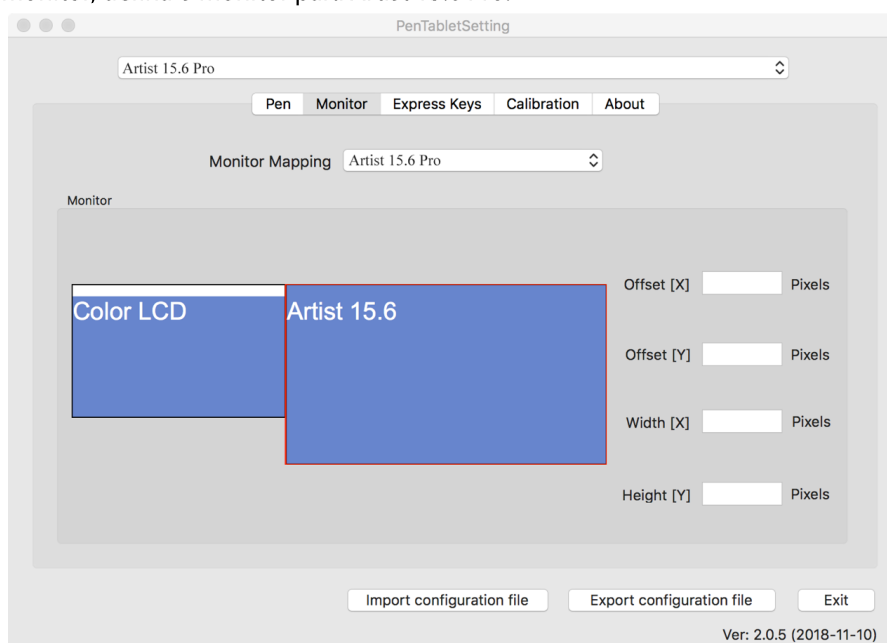 PenTabletSetting
Artist 15.6 Pro
Pen Monitor Express Keys Calibration About
Monitor Mapping Artist 15.6 Pro
Monitor
Color LCD Artist 15.6
Offset [X] Pixels
Offset [Y] Pixels
Width [X] Pixels
Height [Y] Pixels
Import configuration file Export configuration file Exit
Ver: 2.0.5 (2018-11-10)